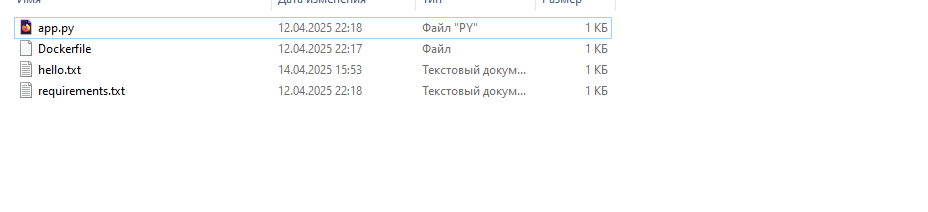 Имя Дата изменения Тип Размер
app.py 12.04.2025 22:18 Файл "PY" 1 КБ
Dockerfile 12.04.2025 22:17 Файл 1 КБ
hello.txt 14.04.2025 15:53 Текстовый докум... 1 КБ
requirements.txt 12.04.2025 22:18 Текстовый докум... 1 КБ